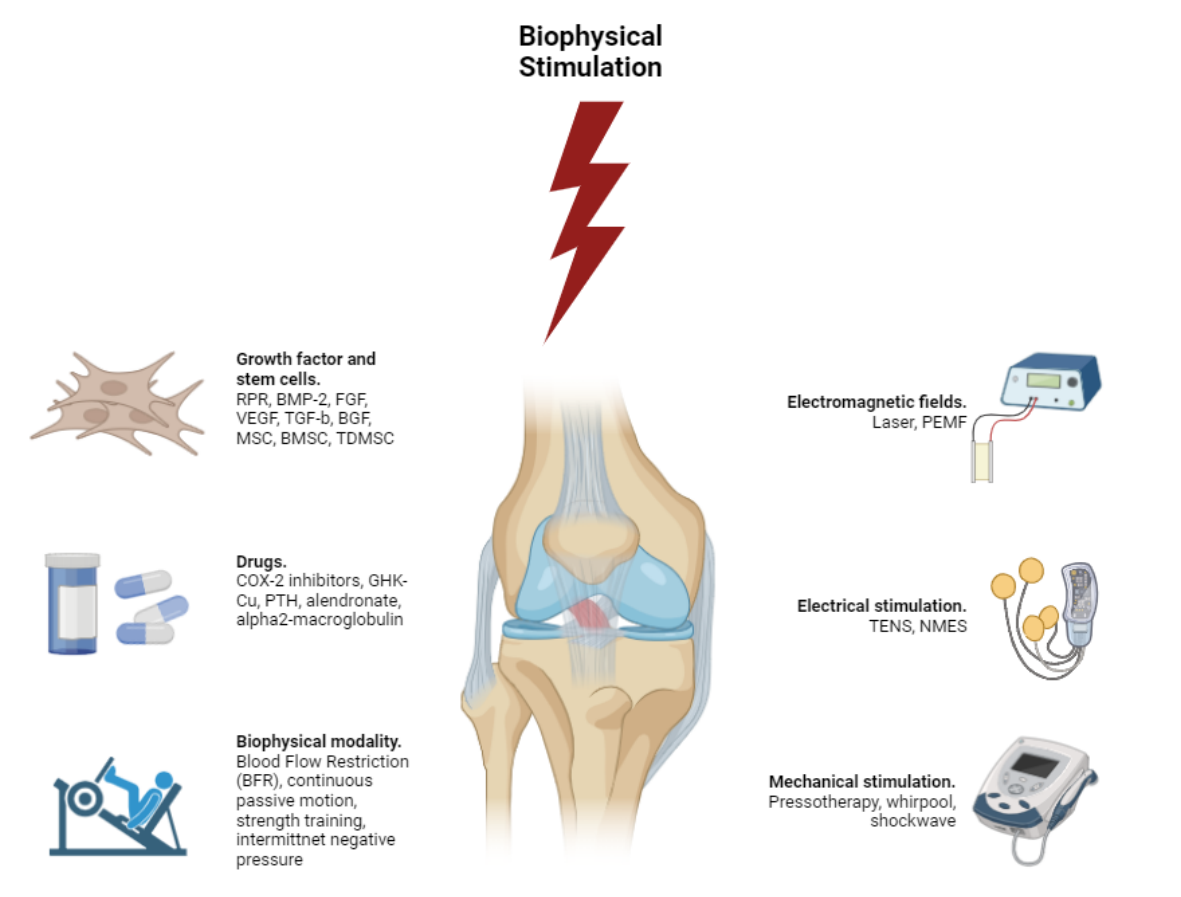 Biophysical
Stimulation
Growth factor and
stem cells.
RPR, BMP-2, FGF,
VEGF, TGF-b, BGF,
MSC, BMSC, TDMSC
Electromagnetic fields.
Laser, PEMF
Drugs.
COX-2 inhibitors, GHK-
Cu, PTH, alendronate,
alpha2-macroglobulin
Electrical stimulation.
TENS, NMES
Biophysical modality.
Blood Flow Restriction
(BFR), continuous
passive motion,
strength training,
intermittnet negative
pressure
Mechanical stimulation.
Pressotherapy, whirpool,
shockwave